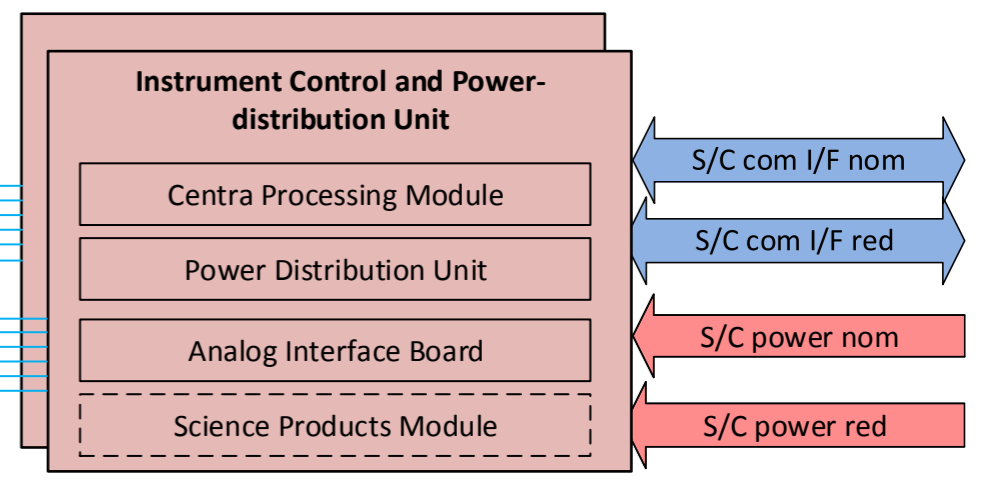 Instrument Control and Power-
distribution Unit
Centra Processing Module
Power Distribution Unit
Analog Interface Board
Science Products Module
S/C com I/F nom
S/C com I/F red
S/C power nom
S/C power red